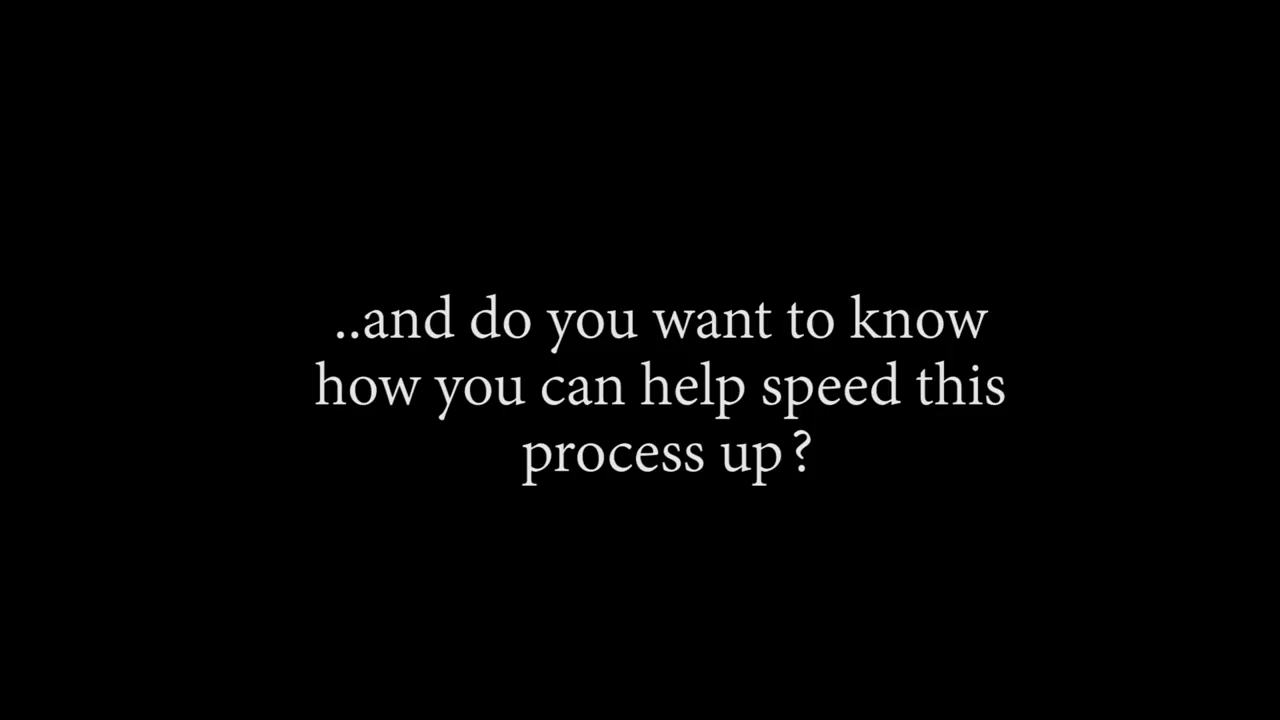 ..and do you want to know
how you can help speed this
process up?